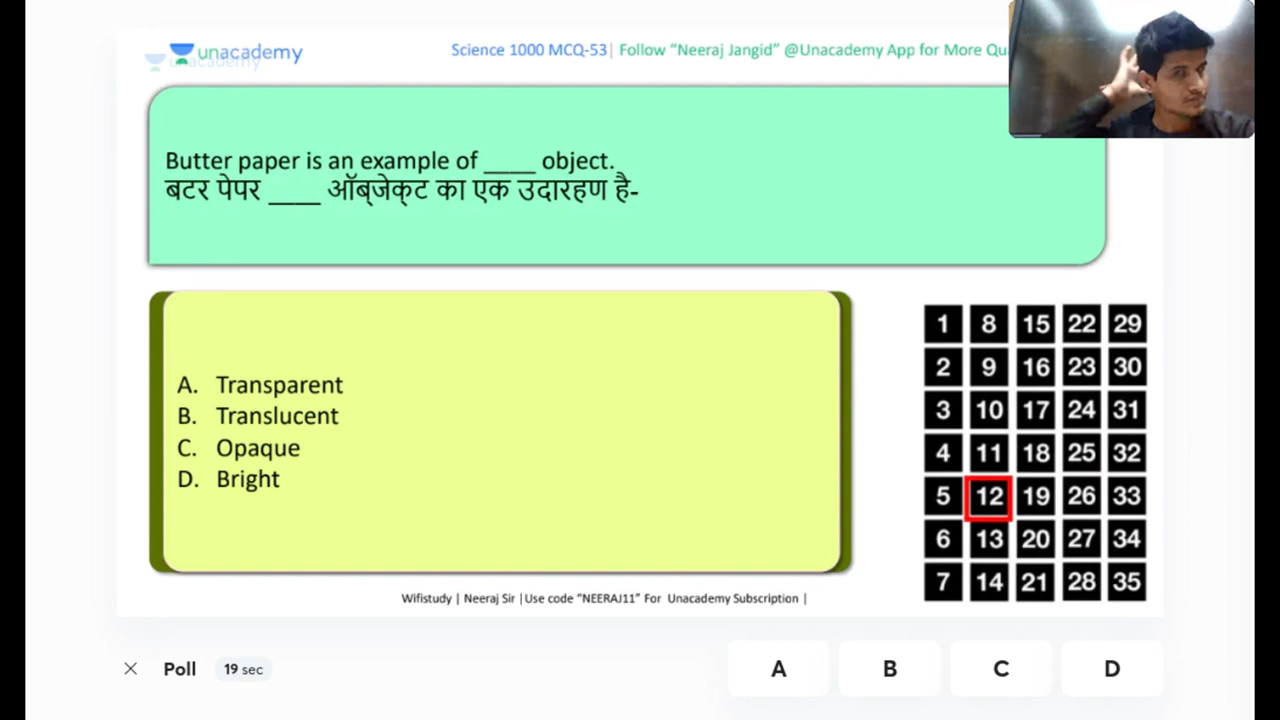 unacademy
unacademy
Science 1000 MCQ-53| Follow “Neeraj Jangid” @Unacademy App for More
Butter paper is an example of ____ object.
बटर पेपर ____ ऑब्जेक्ट का एक उदारहण है-
A. Transparent
B. Translucent
C. Opaque
D. Bright
1 8 15 22 29
2 9 16 23 30
3 10 17 24 31
4 11 18 25 32
5 12 19 26 33
6 13 20 27 34
7 14 21 28 35
Wifistudy | Neeraj Sir |Use code “NEERAJ11” For Unacademy Subscription |
Poll 19 sec
A B C D